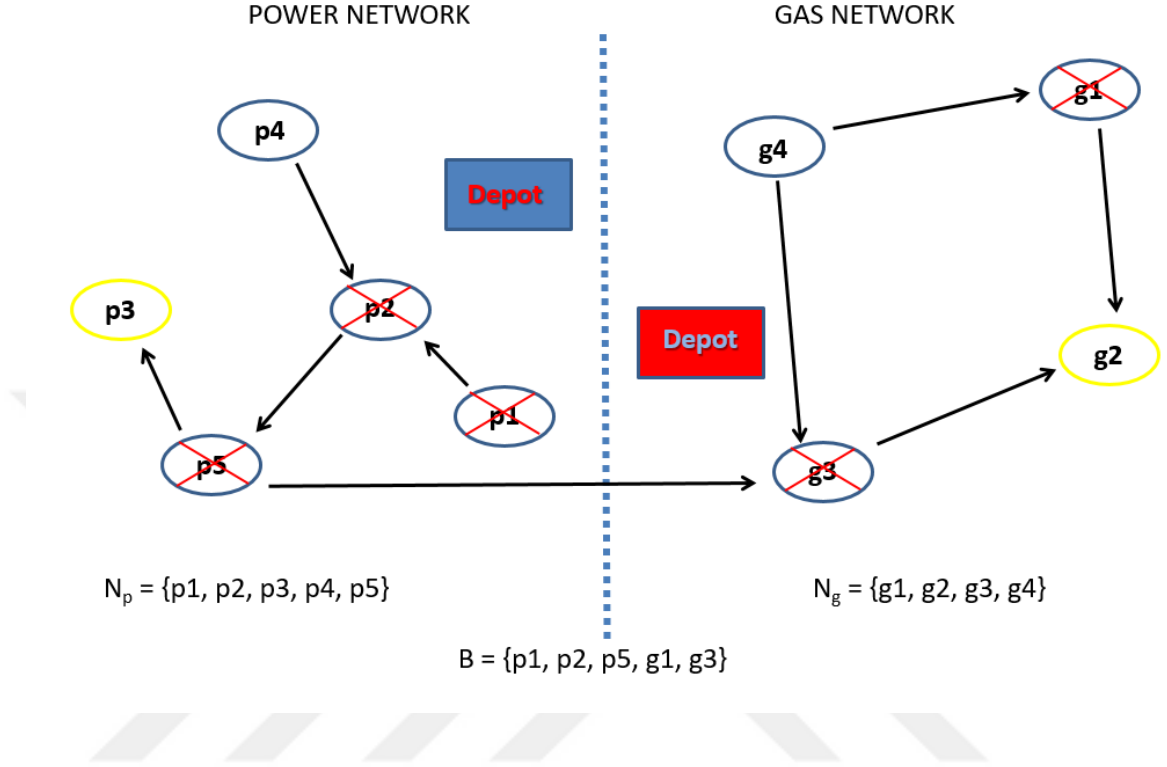 POWER NETWORK
GAS NETWORK
p4
Depot
g4
g1
p3
p2
Depot
g2
p1
p5
g3
Np = {p1, p2, p3, p4, p5}
Ng = {g1, g2, g3, g4}
B = {p1, p2, p5, g1, g3}